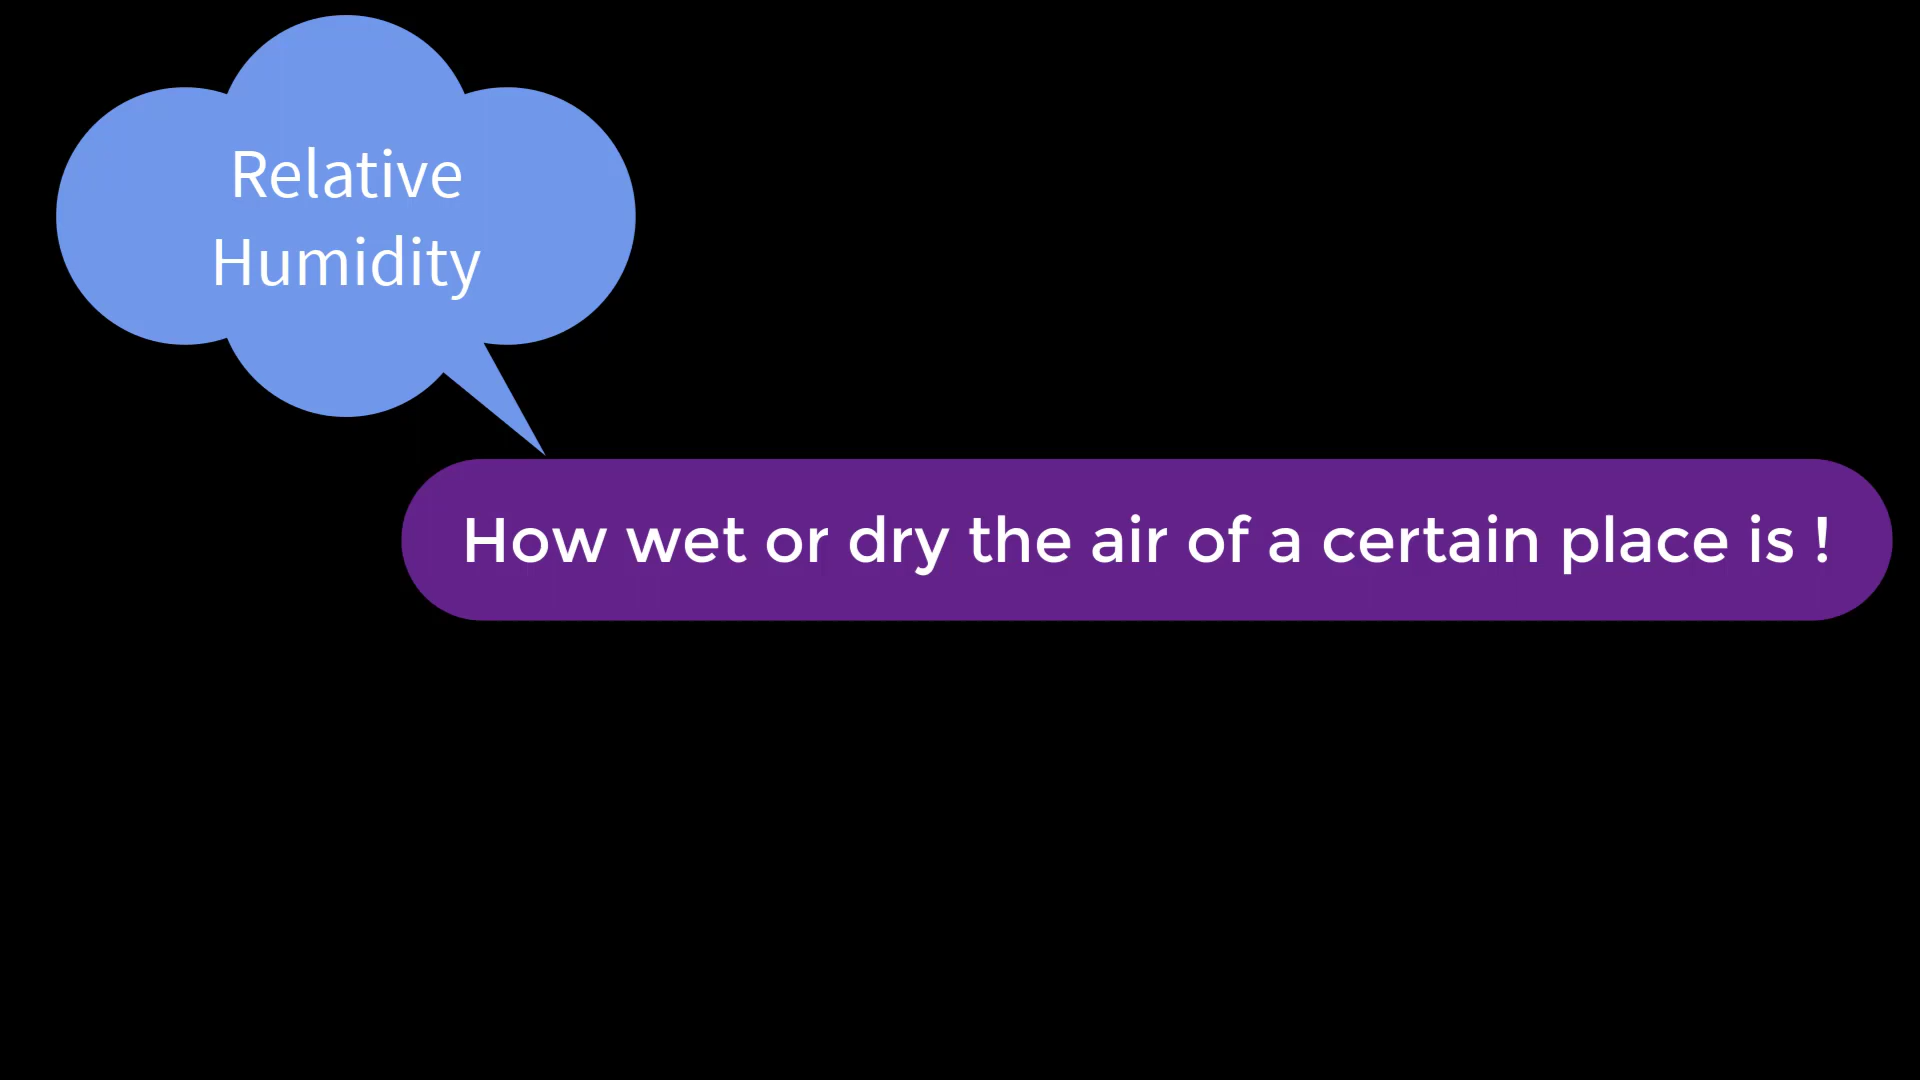 Relative
Humidity
How wet or dry the air of a certain place is !